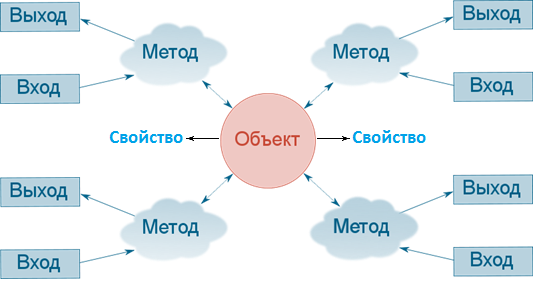 Выход
Выход
Метод
Метод
Вход
Вход
Свойство
Объект
Свойство
Выход
Выход
Метод
Метод
Вход
Вход